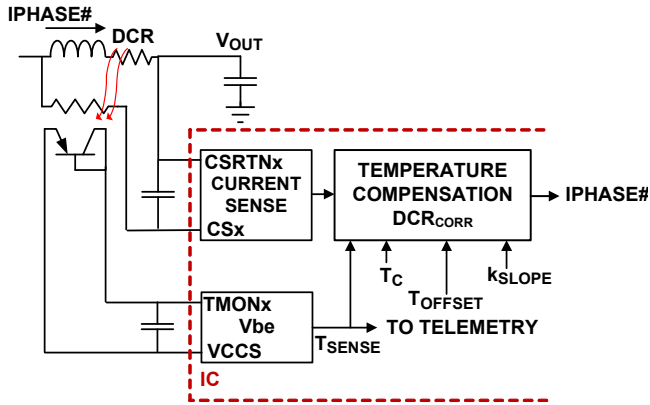 IPHASE#
DCR
VOUT
CSRTNx
CURRENT
SENSE
CSx
TEMPERATURE
COMPENSATION
DCRCORR
IPHASE#
TC
TOFFSET
kSLOPE
TMONx
Vbe
VCCS
TSENSE
TO TELEMETRY
IC